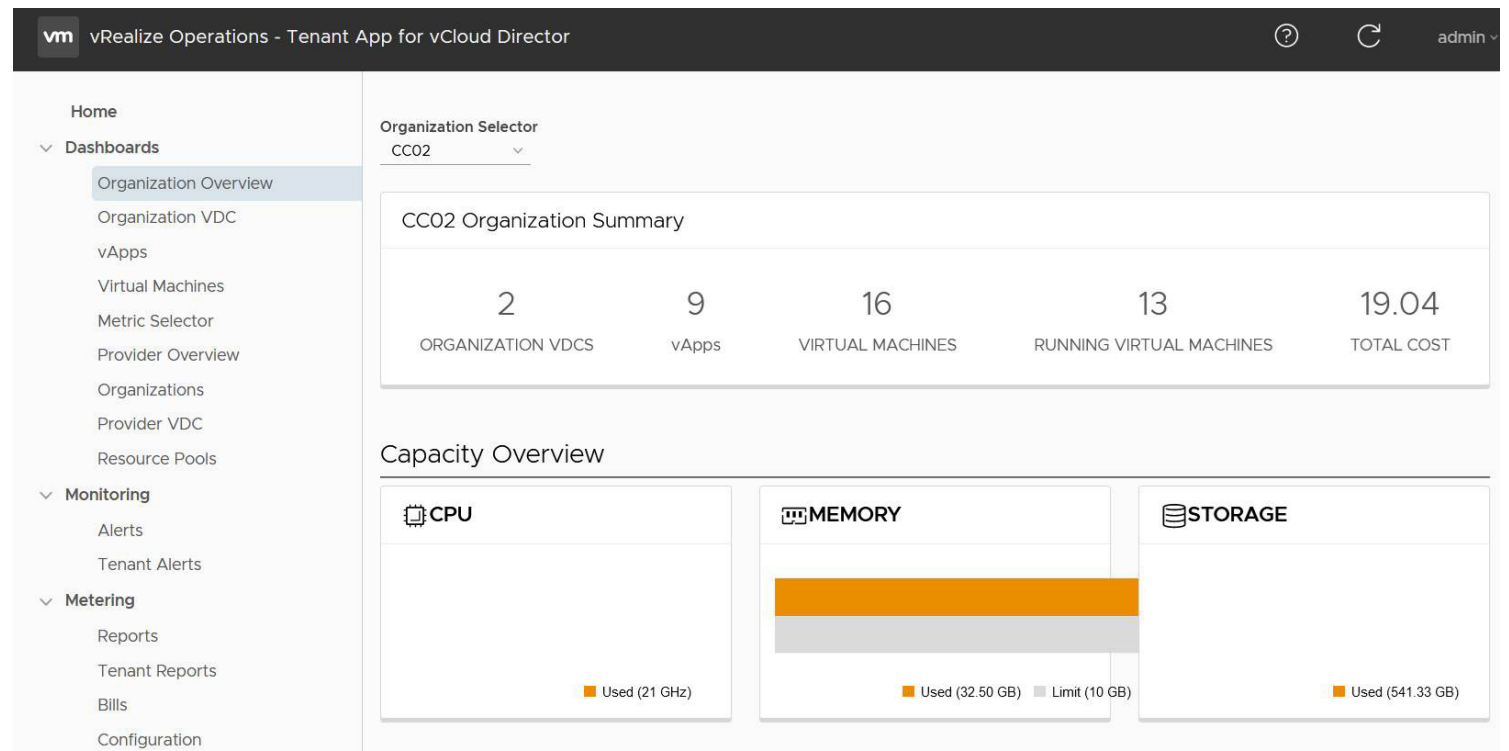 vm vRealize Operations - Tenant App for vCloud Director
? admin
Home
Dashboards
Organization Overview
Organization VDC
vApps
Virtual Machines
Metric Selector
Provider Overview
Organizations
Provider VDC
Resource Pools
Monitoring
Alerts
Tenant Alerts
Metering
Reports
Tenant Reports
Bills
Configuration
Organization Selector
CC02
CC02 Organization Summary
2 9 16 13 19.04
ORGANIZATION VDCS vApps VIRTUAL MACHINES RUNNING VIRTUAL MACHINES TOTAL COST
Capacity Overview
CPU MEMORY STORAGE
Used (21 GHz) Used (32.50 GB) Limit (10 GB) Used (541.33 GB)